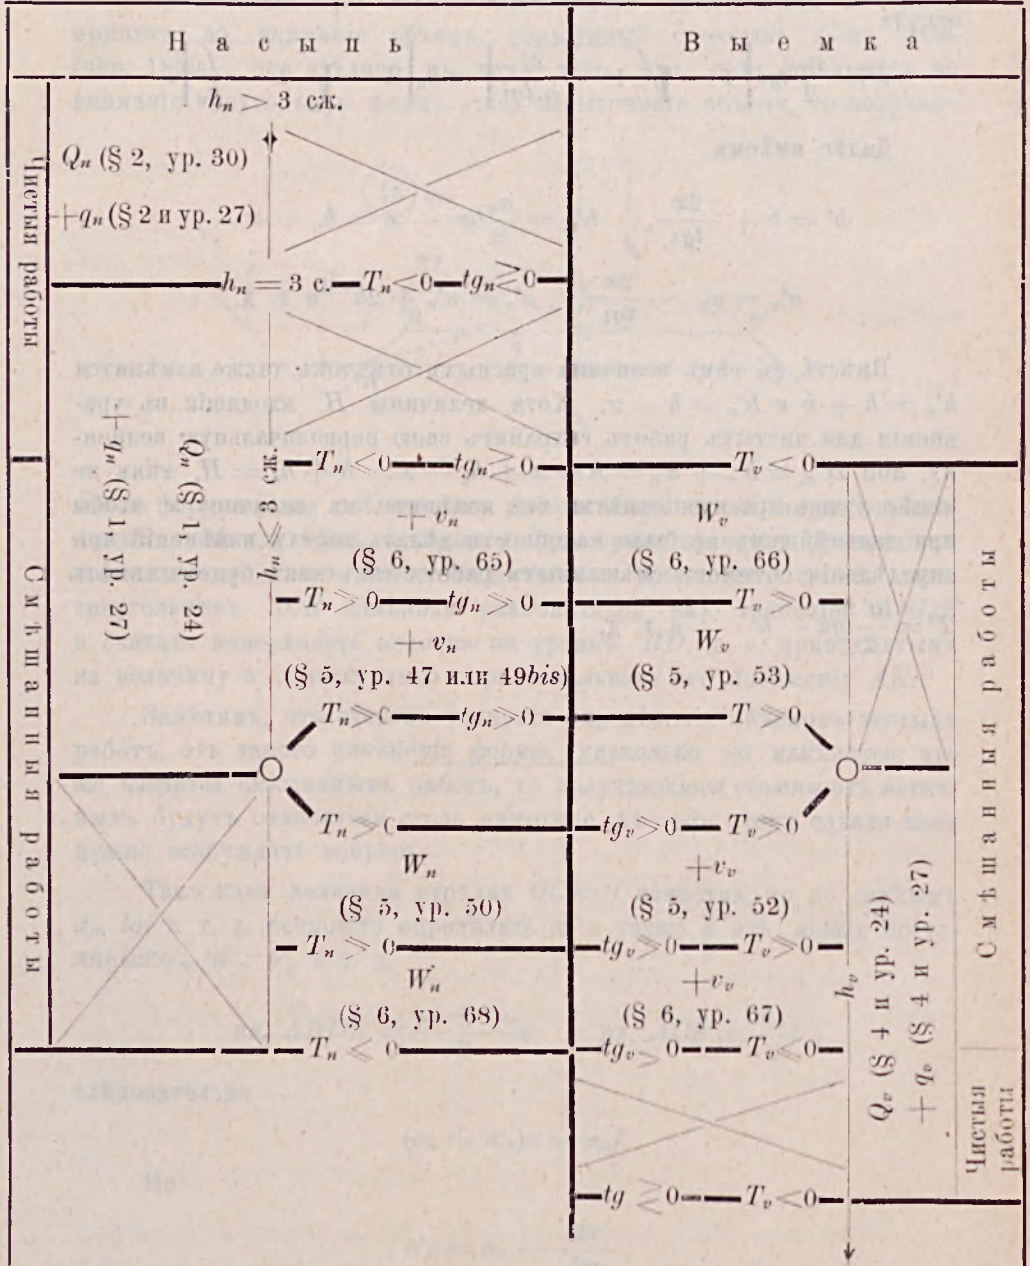 Насыпь
Выемка
Чистыя работы
h_n > 3 сж.
Q_n (§ 2, ур. 30)
+q_n (§ 2 и ур. 27)
h_n = 3 с. — T_n < 0 — tg_n ≷ 0
Смѣшанныя работы
Q_n (§ 1, ур. 24)
+ q_n (§ 1 и ур. 27)
h_n ⩽ 3 сж.
T_n < 0 — tg_n ⩾ 0
T_v < 0
+ v_n
W_v
(§ 6, ур. 65)
(§ 6, ур. 66)
T_n > 0 — tg_n > 0
T_v ⩾ 0
+ v_n
W_v
(§ 5, ур. 47 или 49bis)
(§ 5, ур. 53)
T_n ⩾ 0 — tg_n > 0
T ⩾ 0
T_n ⩾ 0
tg_v > 0 — T_v ⩾ 0
W_n
+v_v
(§ 5, ур. 50)
(§ 5, ур. 52)
T_n ⩾ 0
tg_v ⩾ 0 — T_v ⩾ 0
W_n
+v_v
(§ 6, ур. 68)
(§ 6, ур. 67)
T_n ⩽ 0
tg_v > 0 — T_v ⩽ 0
tg ≷ 0 — T_v < 0
h_v
Q_v (§ 4 и ур. 24)
+ q_v (§ 4 и ур. 27)
Смѣшанныя работы
Чистыя
работы